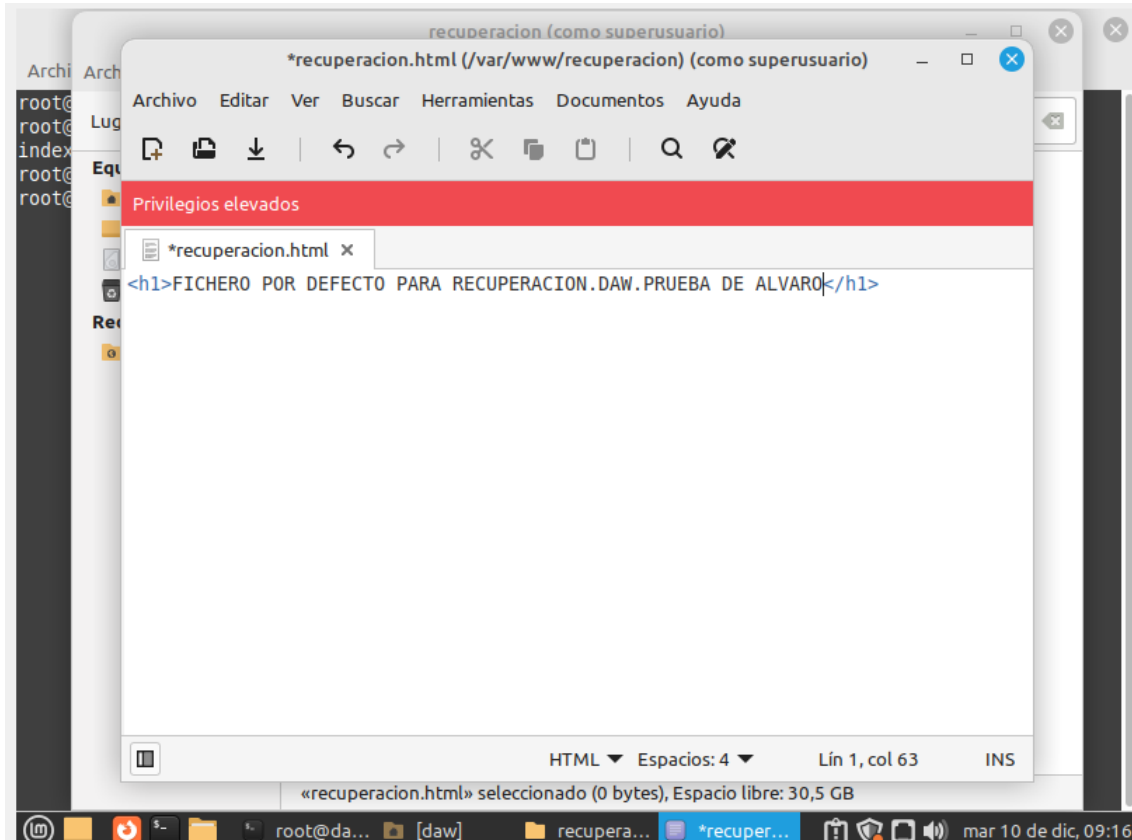 recuperacion (como superusuario)
*recuperacion.html (/var/www/recuperacion) (como superusuario)
Archi Arch
Archivo Editar Ver Buscar Herramientas Documentos Ayuda
root@
root@ Lug
index
root@ Equ
root@
Privilegios elevados
*recuperacion.html
<h1>FICHERO POR DEFECTO PARA RECUPERACION.DAW.PRUEBA DE ALVARO</h1>
Rec
HTML Espacios: 4 Lín 1, col 63 INS
«recuperacion.html» seleccionado (0 bytes), Espacio libre: 30,5 GB
root@da... [daw] recupera... *recuper... mar 10 de dic, 09:16